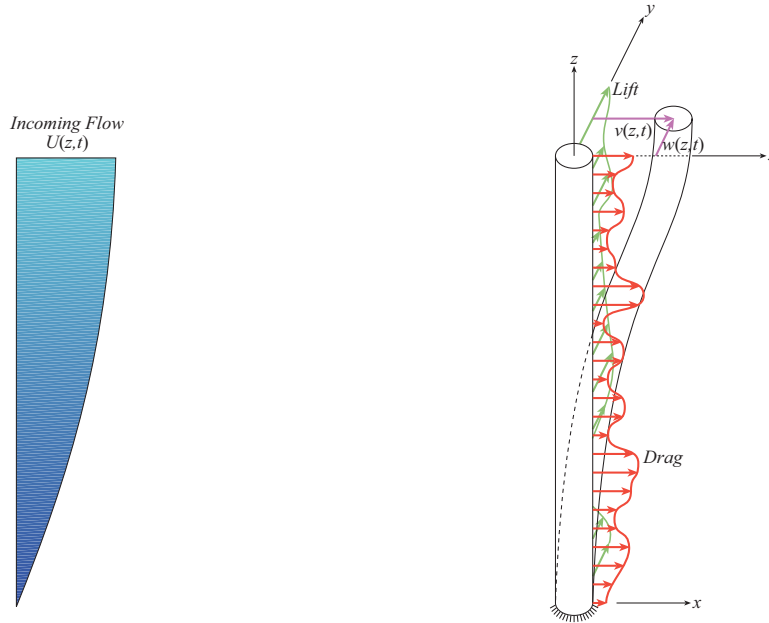 y
z
Lift
Incoming Flow
U(z,t)
v(z,t)
w(z,t)
Drag
x